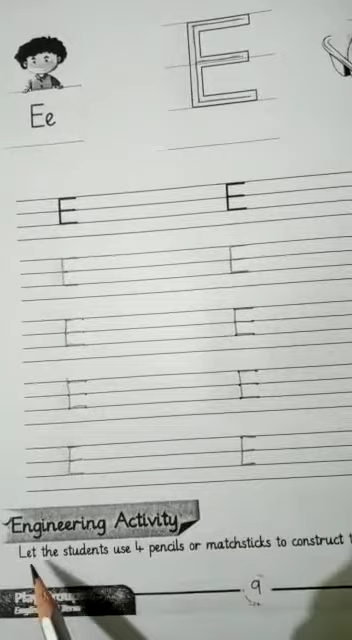 E
Ee
E E
E E
E E
E E
E E
Engineering Activity
Let the students use 4 pencils or matchsticks to construct
9